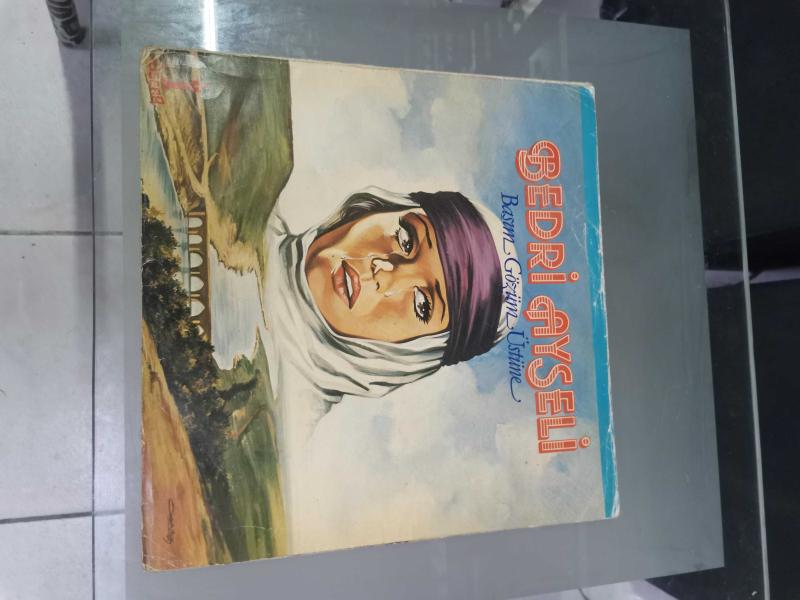 BEDRİ AYSELİ
Başım Gözüm Üstüne